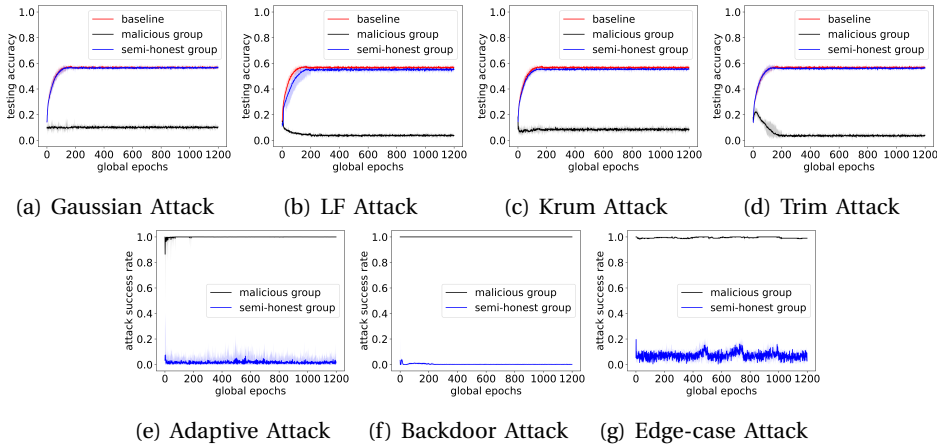 baseline
malicious group
semi-honest group
testing accuracy
1.0
0.8
0.6
0.4
0.2
0.0
0 200 400 600 800 1000 1200
global epochs
(a) Gaussian Attack
baseline
malicious group
semi-honest group
testing accuracy
1.0
0.8
0.6
0.4
0.2
0.0
0 200 400 600 800 1000 1200
global epochs
(b) LF Attack
baseline
malicious group
semi-honest group
testing accuracy
1.0
0.8
0.6
0.4
0.2
0.0
0 200 400 600 800 1000 1200
global epochs
(c) Krum Attack
baseline
malicious group
semi-honest group
testing accuracy
1.0
0.8
0.6
0.4
0.2
0.0
0 200 400 600 800 1000 1200
global epochs
(d) Trim Attack
malicious group
semi-honest group
attack success rate
1.0
0.8
0.6
0.4
0.2
0.0
0 200 400 600 800 1000 1200
global epochs
(e) Adaptive Attack
malicious group
semi-honest group
attack success rate
1.0
0.8
0.6
0.4
0.2
0.0
0 200 400 600 800 1000 1200
global epochs
(f) Backdoor Attack
malicious group
semi-honest group
attack success rate
1.0
0.8
0.6
0.4
0.2
0.0
0 200 400 600 800 1000 1200
global epochs
(g) Edge-case Attack